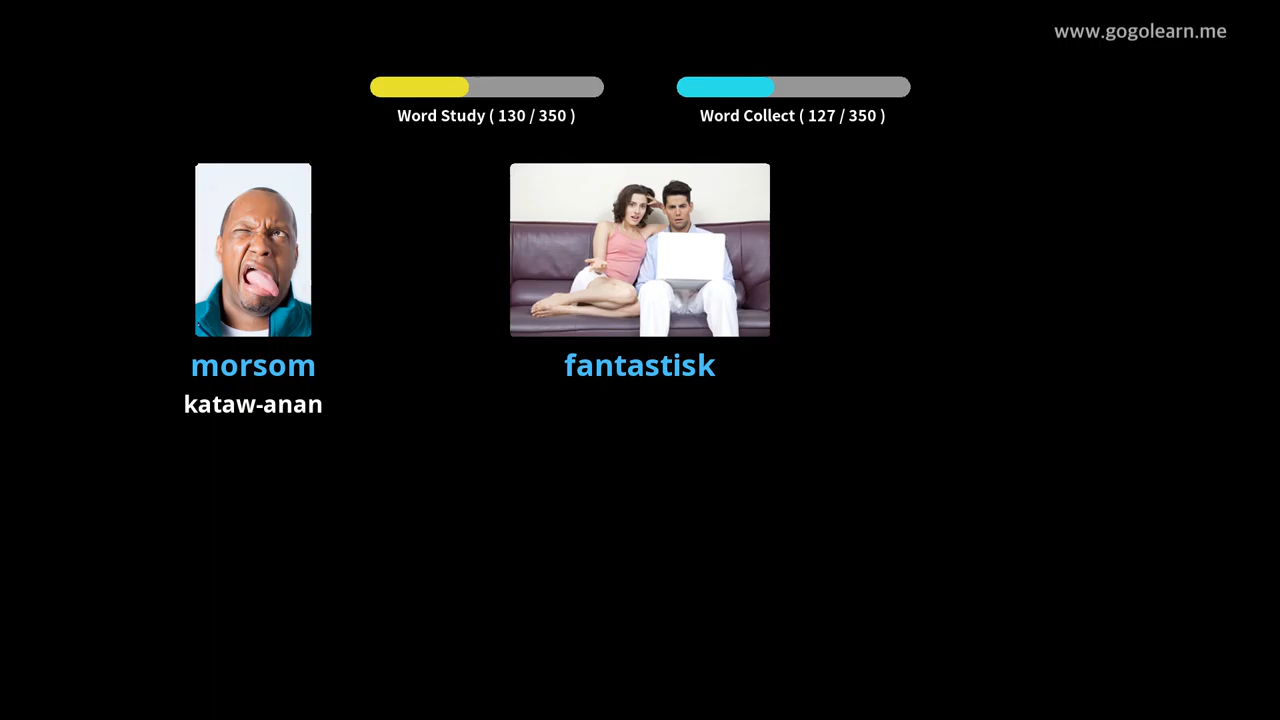 www.gogolearn.me
Word Study ( 130 / 350 )
Word Collect ( 127 / 350 )
morsom
fantastisk
kataw-anan